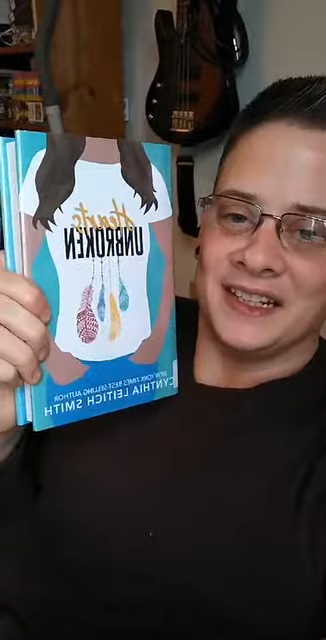 Hearts
UNBROKEN
NEW YORK TIMES BEST-SELLING AUTHOR
CYNTHIA LEITICH SMITH